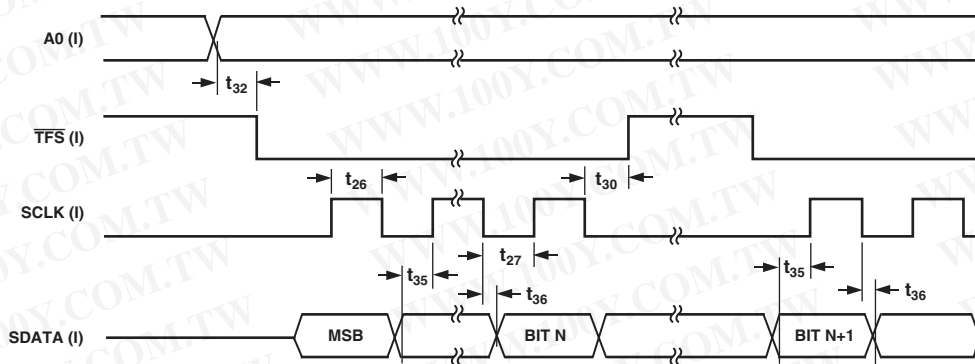 A0 (I)
t32
TFS (I)
t26
t30
SCLK (I)
t35
t27
t36
t35
t36
SDATA (I)
MSB
BIT N
BIT N+1
WWW.100Y.COM.TW